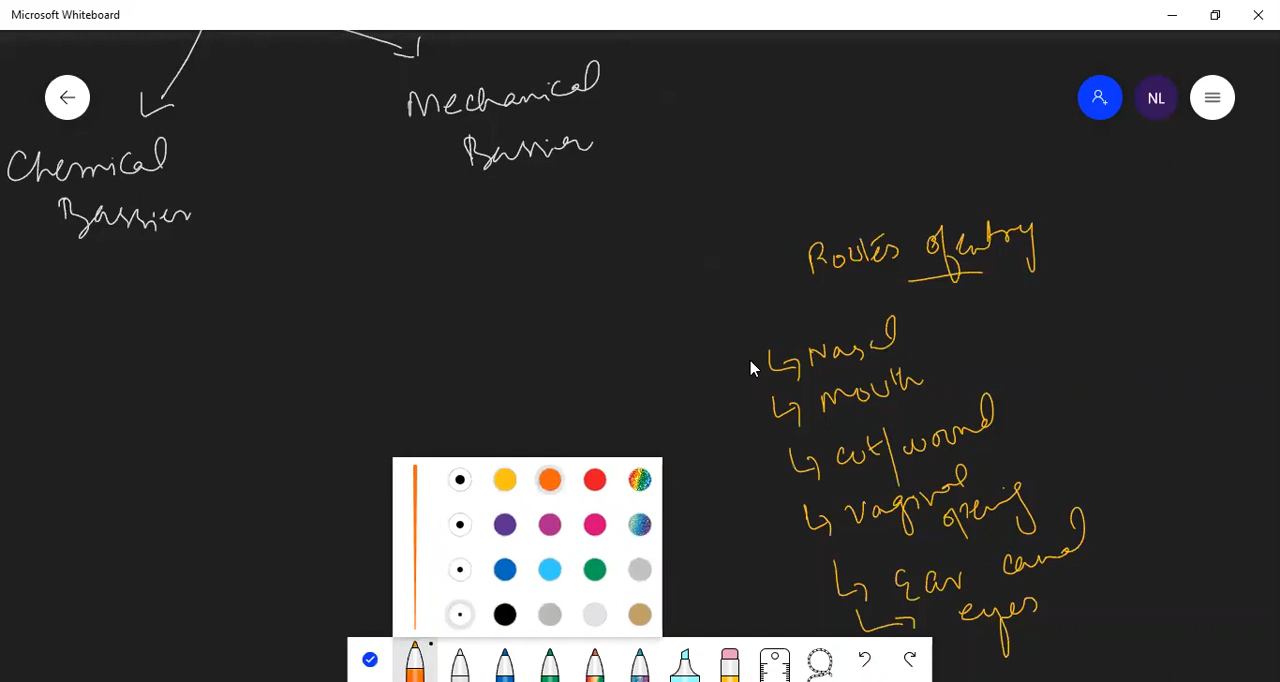 Microsoft Whiteboard
NL
Mechanical
Barrier
Chemical
Barrier
Routes of entry
Nasal
Mouth
cut/wound
Vaginal
opening
Ear canal
eyes